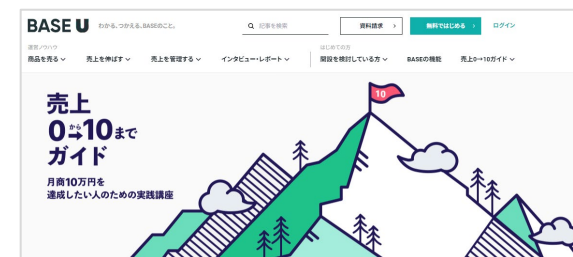 BASE U わかる、つかえる、BASEのこと。
記事を検索
資料請求
無料ではじめる
ログイン
運営ノウハウ
はじめての方
商品を売る
売上を伸ばす
売上を管理する
インタビュー・レポート
開設を検討している方
BASEの機能
売上0→10ガイド
売上
0から→10まで
ガイド
月商10万円を
達成したい人のための実践講座
10